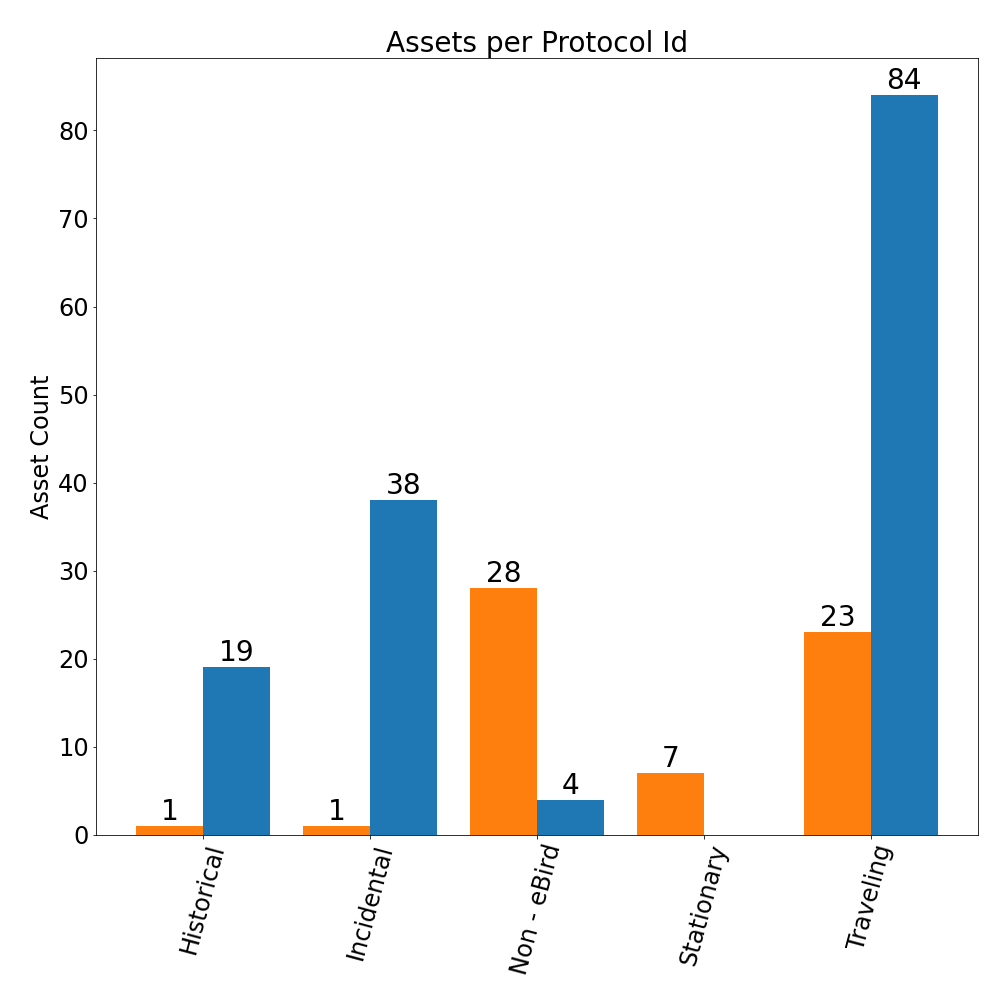 Assets per Protocol Id
Asset Count
80
70
60
50
40
30
20
10
0
1
19
1
38
28
4
7
23
84
Historical
Incidental
Non - eBird
Stationary
Traveling